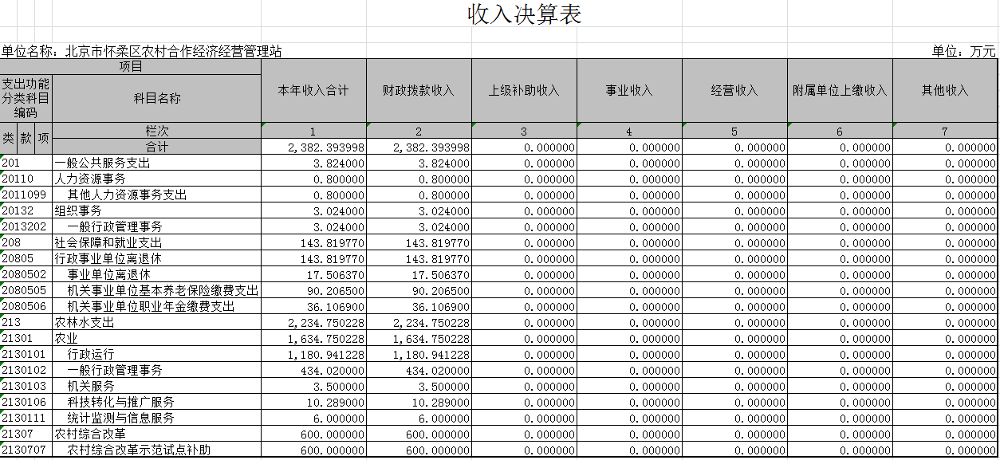 收入决算表
单位名称：北京市怀柔区农村合作经济经营管理站 单位：万元
项目 本年收入合计 财政拨款收入 上级补助收入 事业收入 经营收入 附属单位上缴收入 其他收入
支出功能分类科目编码 科目名称
类 款 项 栏次 1 2 3 4 5 6 7
合计 2,382.393998 2,382.393998 0.000000 0.000000 0.000000 0.000000 0.000000
201 一般公共服务支出 3.824000 3.824000 0.000000 0.000000 0.000000 0.000000 0.000000
20110 人力资源事务 0.800000 0.800000 0.000000 0.000000 0.000000 0.000000 0.000000
2011099 其他人力资源事务支出 0.800000 0.800000 0.000000 0.000000 0.000000 0.000000 0.000000
20132 组织事务 3.024000 3.024000 0.000000 0.000000 0.000000 0.000000 0.000000
2013202 一般行政管理事务 3.024000 3.024000 0.000000 0.000000 0.000000 0.000000 0.000000
208 社会保障和就业支出 143.819770 143.819770 0.000000 0.000000 0.000000 0.000000 0.000000
20805 行政事业单位离退休 143.819770 143.819770 0.000000 0.000000 0.000000 0.000000 0.000000
2080502 事业单位离退休 17.506370 17.506370 0.000000 0.000000 0.000000 0.000000 0.000000
2080505 机关事业单位基本养老保险缴费支出 90.206500 90.206500 0.000000 0.000000 0.000000 0.000000 0.000000
2080506 机关事业单位职业年金缴费支出 36.106900 36.106900 0.000000 0.000000 0.000000 0.000000 0.000000
213 农林水支出 2,234.750228 2,234.750228 0.000000 0.000000 0.000000 0.000000 0.000000
21301 农业 1,634.750228 1,634.750228 0.000000 0.000000 0.000000 0.000000 0.000000
2130101 行政运行 1,180.941228 1,180.941228 0.000000 0.000000 0.000000 0.000000 0.000000
2130102 一般行政管理事务 434.020000 434.020000 0.000000 0.000000 0.000000 0.000000 0.000000
2130103 机关服务 3.500000 3.500000 0.000000 0.000000 0.000000 0.000000 0.000000
2130106 科技转化与推广服务 10.289000 10.289000 0.000000 0.000000 0.000000 0.000000 0.000000
2130111 统计监测与信息服务 6.000000 6.000000 0.000000 0.000000 0.000000 0.000000 0.000000
21307 农村综合改革 600.000000 600.000000 0.000000 0.000000 0.000000 0.000000 0.000000
2130707 农村综合改革示范试点补助 600.000000 600.000000 0.000000 0.000000 0.000000 0.000000 0.000000